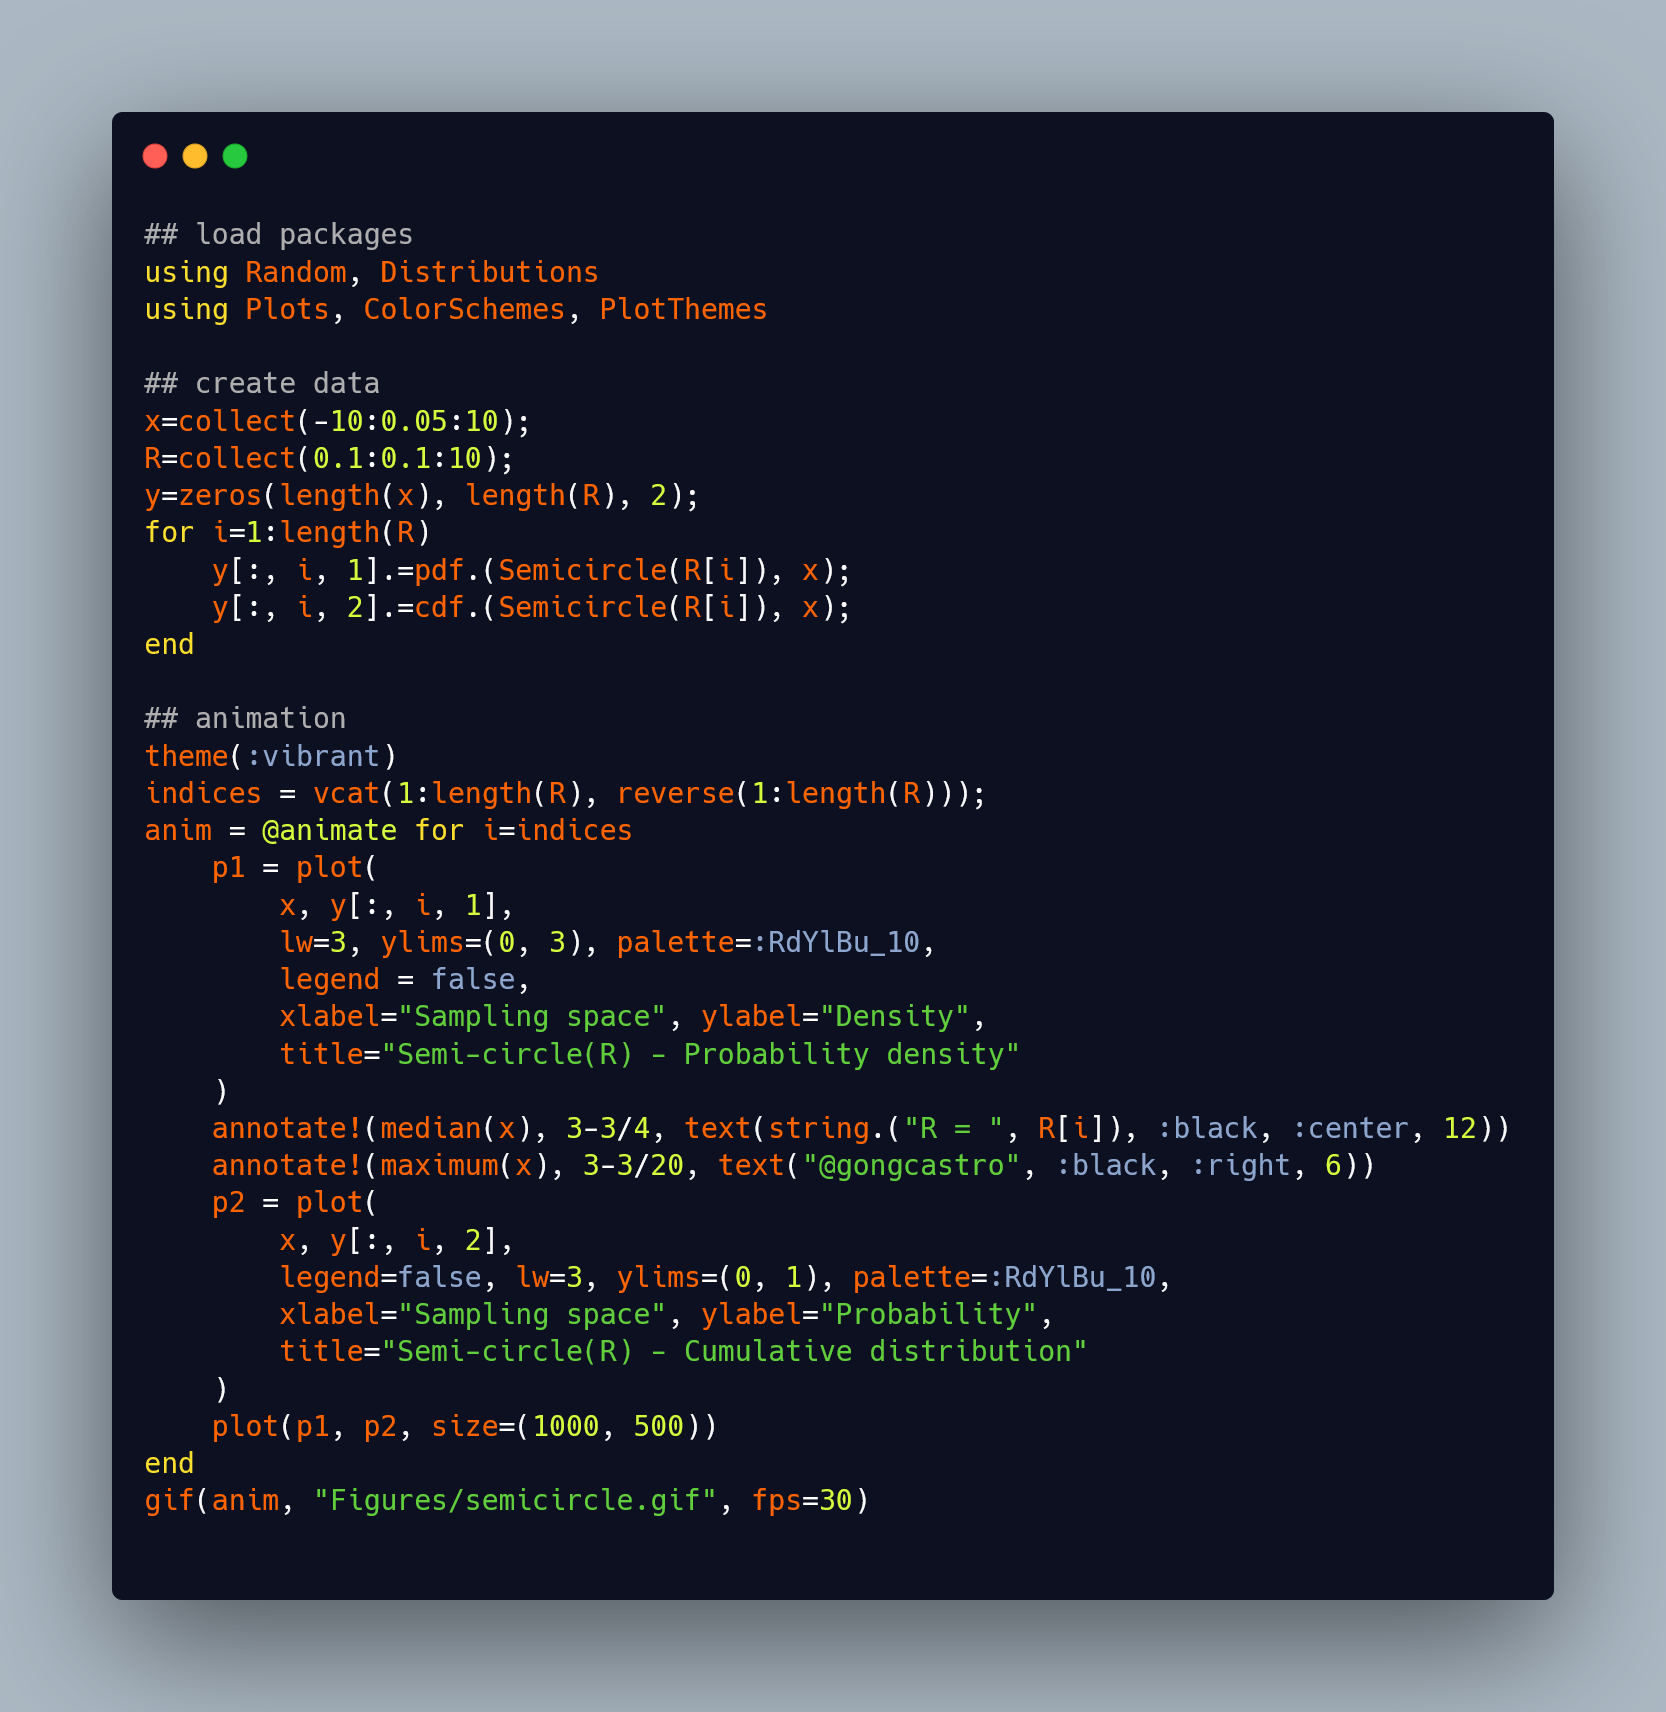 ## load packages
using Random, Distributions
using Plots, ColorSchemes, PlotThemes

## create data
x=collect(-10:0.05:10);
R=collect(0.1:0.1:10);
y=zeros(length(x), length(R), 2);
for i=1:length(R)
    y[:, i, 1].=pdf.(Semicircle(R[i]), x);
    y[:, i, 2].=cdf.(Semicircle(R[i]), x);
end

## animation
theme(:vibrant)
indices = vcat(1:length(R), reverse(1:length(R)));
anim = @animate for i=indices
    p1 = plot(
        x, y[:, i, 1],
        lw=3, ylims=(0, 3), palette=:RdYlBu_10,
        legend = false,
        xlabel="Sampling space", ylabel="Density",
        title="Semi-circle(R) - Probability density"
    )
    annotate!(median(x), 3-3/4, text(string.("R = ", R[i]), :black, :center, 12))
    annotate!(maximum(x), 3-3/20, text("@gongcastro", :black, :right, 6))
    p2 = plot(
        x, y[:, i, 2],
        legend=false, lw=3, ylims=(0, 1), palette=:RdYlBu_10,
        xlabel="Sampling space", ylabel="Probability",
        title="Semi-circle(R) - Cumulative distribution"
    )
    plot(p1, p2, size=(1000, 500))
end
gif(anim, "Figures/semicircle.gif", fps=30)